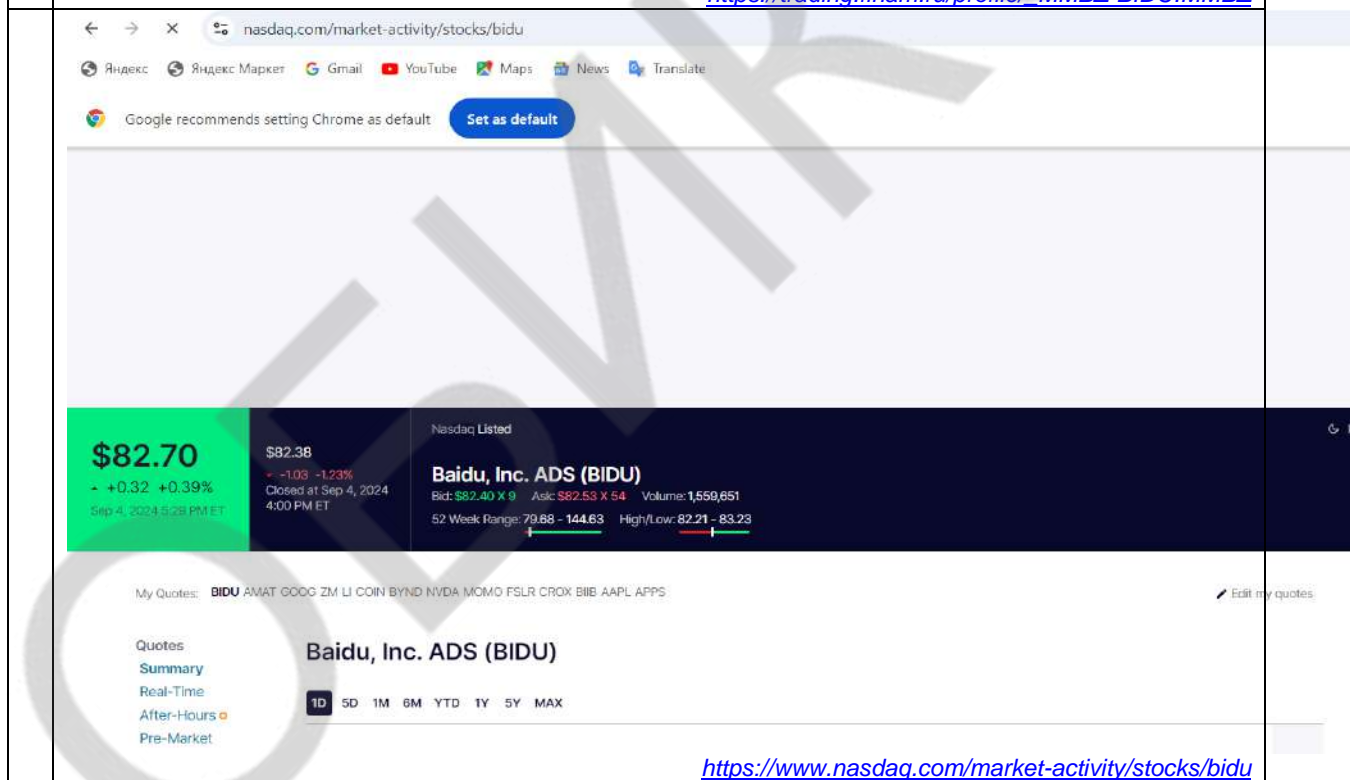 nasdaq.com/market-activity/stocks/bidu
Яндекс Яндекс Маркет Gmail YouTube Maps News Translate
Google recommends setting Chrome as default Set as default
Nasdaq Listed
$82.70 $82.38
+0.32 +0.39% -1.03 -1.23% Baidu, Inc. ADS (BIDU)
Sep 4, 2024 5:28 PM ET Closed at Sep 4, 2024 Bid: $82.40 X 9 Ask: $82.53 X 54 Volume: 1,559,651
4:00 PM ET 52 Week Range: 79.68 - 144.63 High/Low: 82.21 - 83.23
My Quotes: BIDU AMAT GOOG ZM LI COIN BYND NVDA MOMO FSLR CROX BIIB AAPL APPS Edit my quotes
Quotes Baidu, Inc. ADS (BIDU)
Summary
Real-Time 1D 5D 1M 6M YTD 1Y 5Y MAX
After-Hours
Pre-Market
https://www.nasdaq.com/market-activity/stocks/bidu